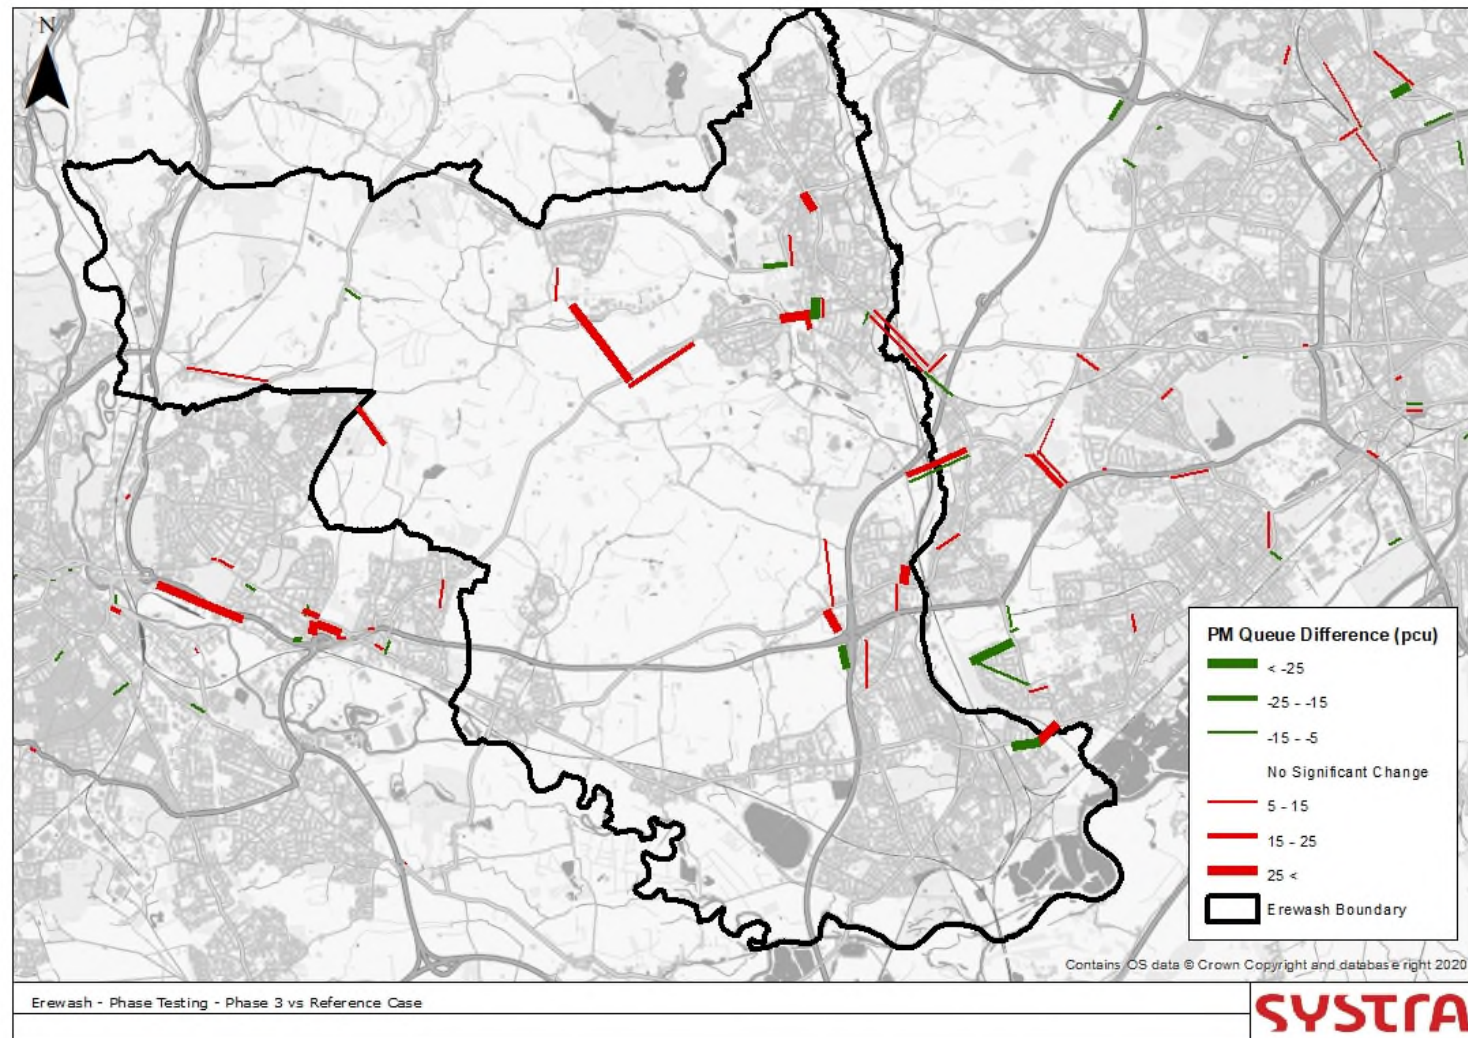 N
PM Queue Difference (pcu)
< -25
-25 - -15
-15 - -5
No Significant Change
5 - 15
15 - 25
25 <
Erewash Boundary
Contains OS data © Crown Copyright and database right 2020
Erewash - Phase Testing - Phase 3 vs Reference Case
SYSTRA